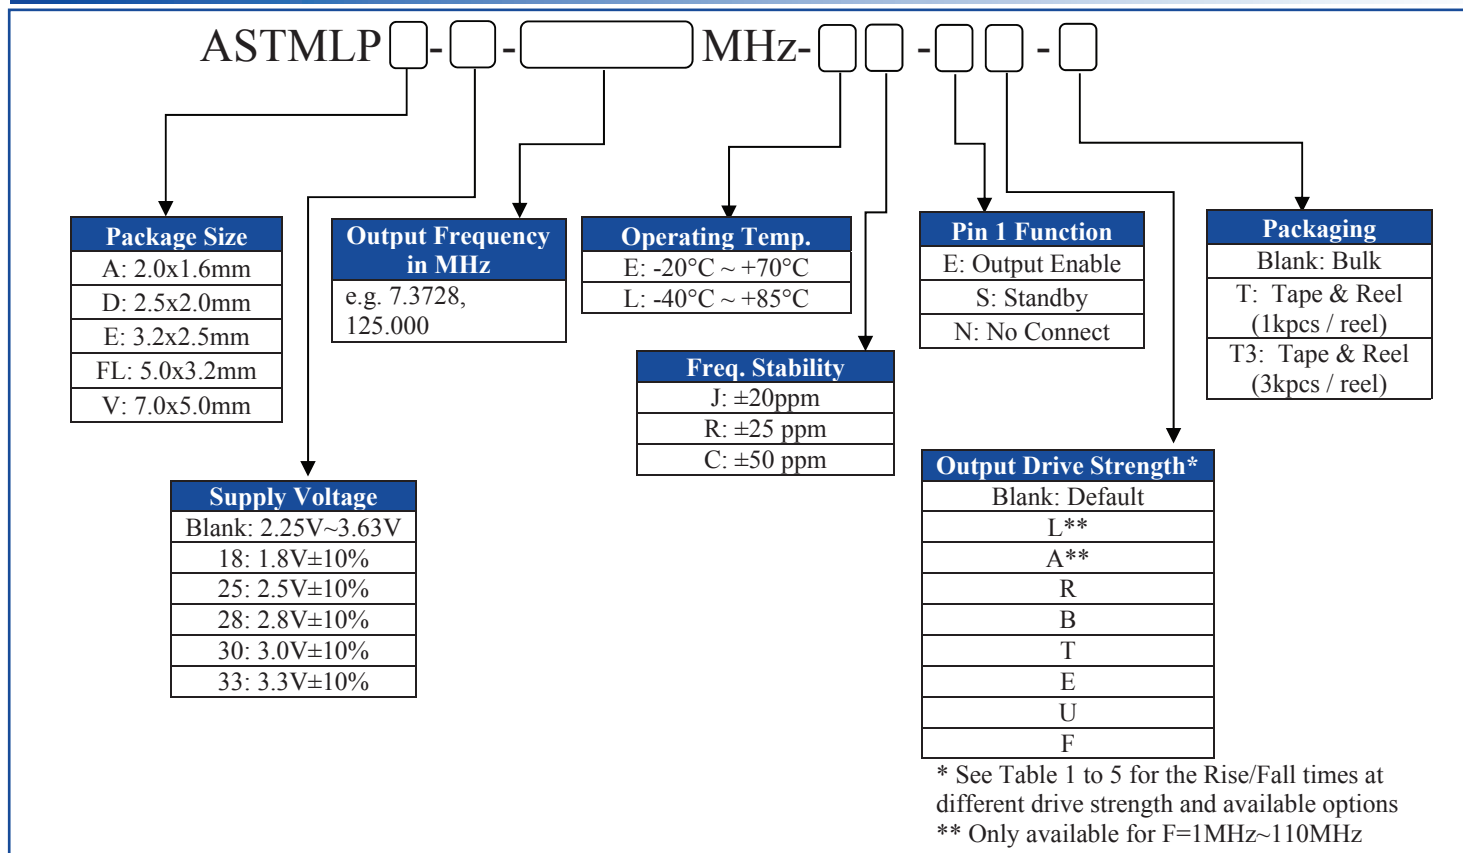 ASTMLP - - MHz- - -
Package Size
A: 2.0x1.6mm
D: 2.5x2.0mm
E: 3.2x2.5mm
FL: 5.0x3.2mm
V: 7.0x5.0mm
Supply Voltage
Blank: 2.25V~3.63V
18: 1.8V±10%
25: 2.5V±10%
28: 2.8V±10%
30: 3.0V±10%
33: 3.3V±10%
Output Frequency
in MHz
e.g. 7.3728,
125.000
Operating Temp.
E: -20°C ~ +70°C
L: -40°C ~ +85°C
Freq. Stability
J: ±20ppm
R: ±25 ppm
C: ±50 ppm
Pin 1 Function
E: Output Enable
S: Standby
N: No Connect
Output Drive Strength*
Blank: Default
L**
A**
R
B
T
E
U
F
* See Table 1 to 5 for the Rise/Fall times at
different drive strength and available options
** Only available for F=1MHz~110MHz
Packaging
Blank: Bulk
T: Tape & Reel
(1kpcs / reel)
T3: Tape & Reel
(3kpcs / reel)